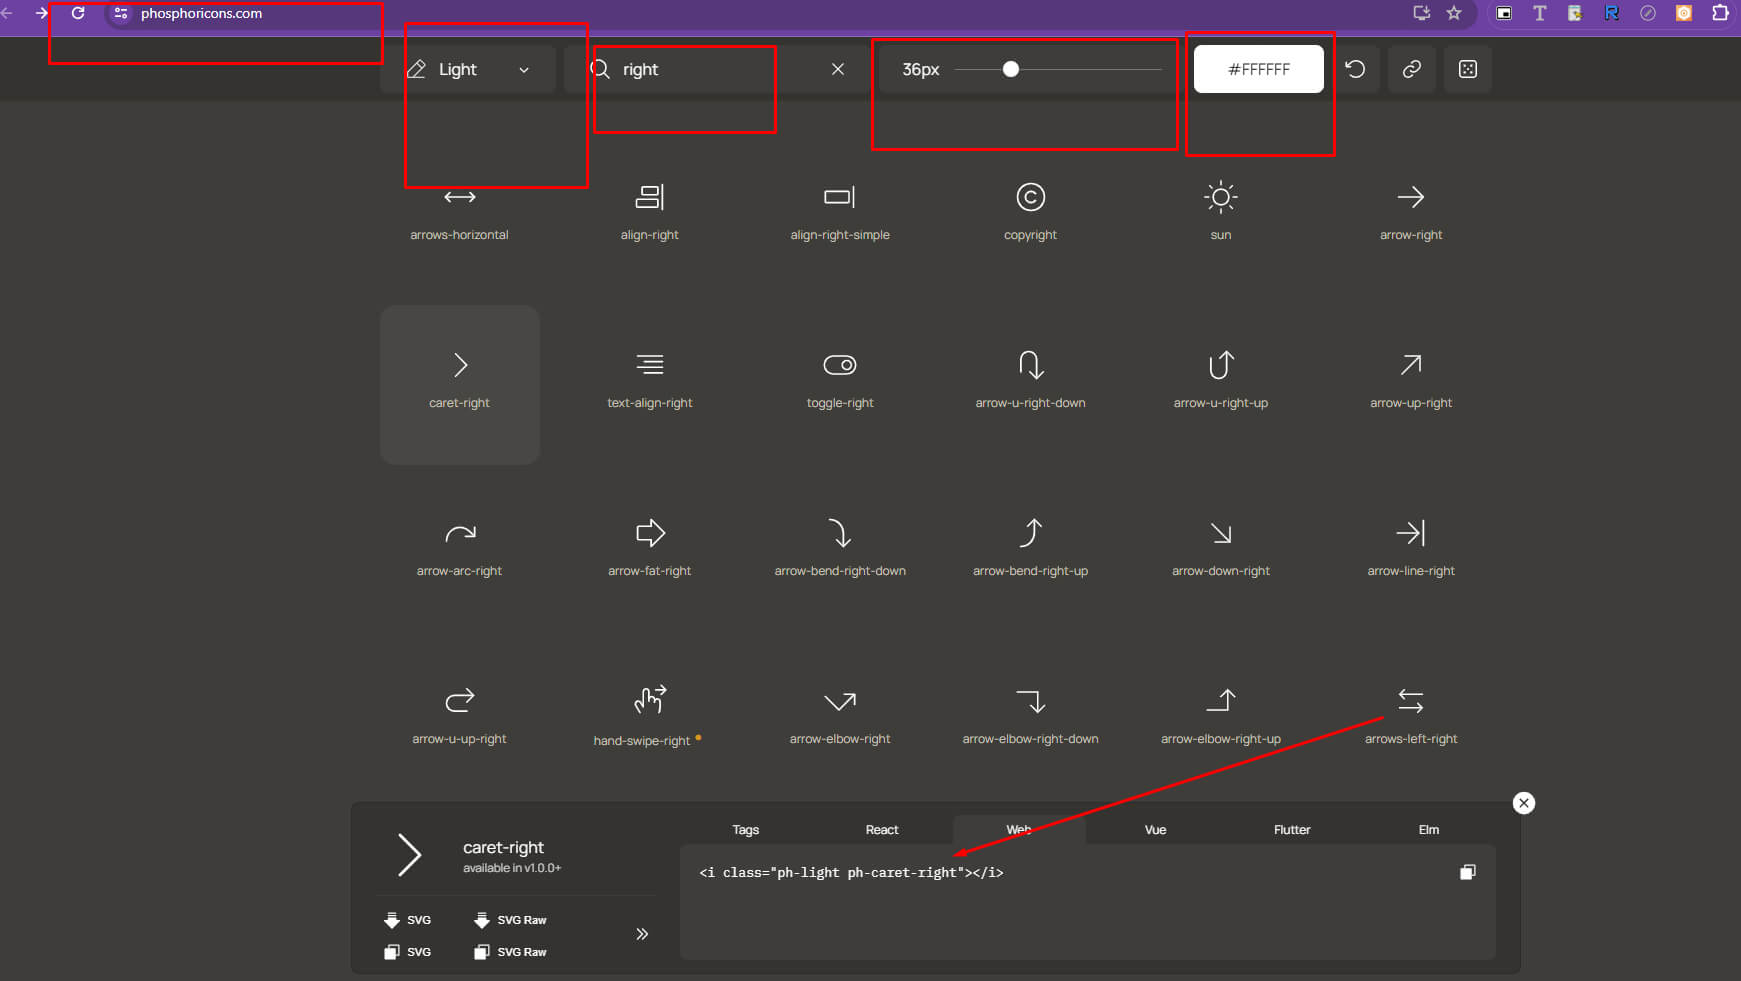 phosphoricons.com
Light
right
36px
#FFFFFF
arrows-horizontal
align-right
align-right-simple
copyright
sun
arrow-right
caret-right
text-align-right
toggle-right
arrow-u-right-down
arrow-u-right-up
arrow-up-right
arrow-arc-right
arrow-fat-right
arrow-bend-right-down
arrow-bend-right-up
arrow-down-right
arrow-line-right
arrow-u-up-right
hand-swipe-right
arrow-elbow-right
arrow-elbow-right-down
arrow-elbow-right-up
arrows-left-right
caret-right
available in v1.0.0+
SVG
SVG Raw
SVG
SVG Raw
Tags
React
Web
Vue
Flutter
Elm
<i class="ph-light ph-caret-right"></i>